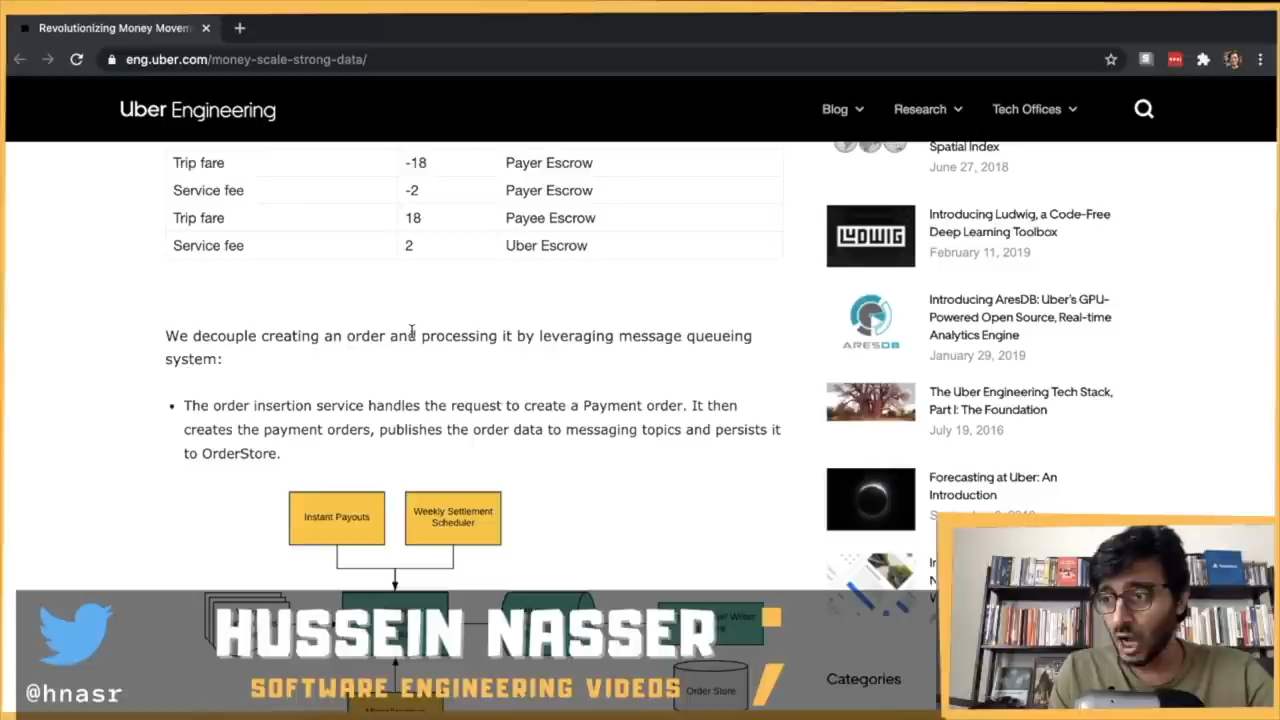 Revolutionizing Money Movem
eng.uber.com/money-scale-strong-data/
Uber Engineering
Blog
Research
Tech Offices
Trip fare -18 Payer Escrow
Service fee -2 Payer Escrow
Trip fare 18 Payee Escrow
Service fee 2 Uber Escrow
We decouple creating an order and processing it by leveraging message queueing
system:
• The order insertion service handles the request to create a Payment order. It then
creates the payment orders, publishes the order data to messaging topics and persists it
to OrderStore.
Instant Payouts
Weekly Settlement
Scheduler
Order Store
Spatial Index
June 27, 2018
LUDWIG
Introducing Ludwig, a Code-Free
Deep Learning Toolbox
February 11, 2019
ARESDB
Introducing AresDB: Uber's GPU-
Powered Open Source, Real-time
Analytics Engine
January 29, 2019
The Uber Engineering Tech Stack,
Part I: The Foundation
July 19, 2016
Forecasting at Uber: An
Introduction
Categories
@hnasr
HUSSEIN NASSER
SOFTWARE ENGINEERING VIDEOS